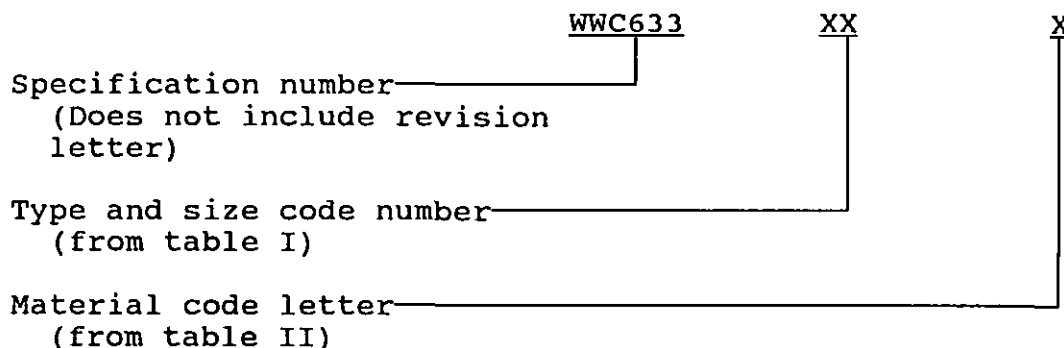 WWC633 XX X
Specification number
(Does not include revision
letter)
Type and size code number
(from table I)
Material code letter
(from table II)